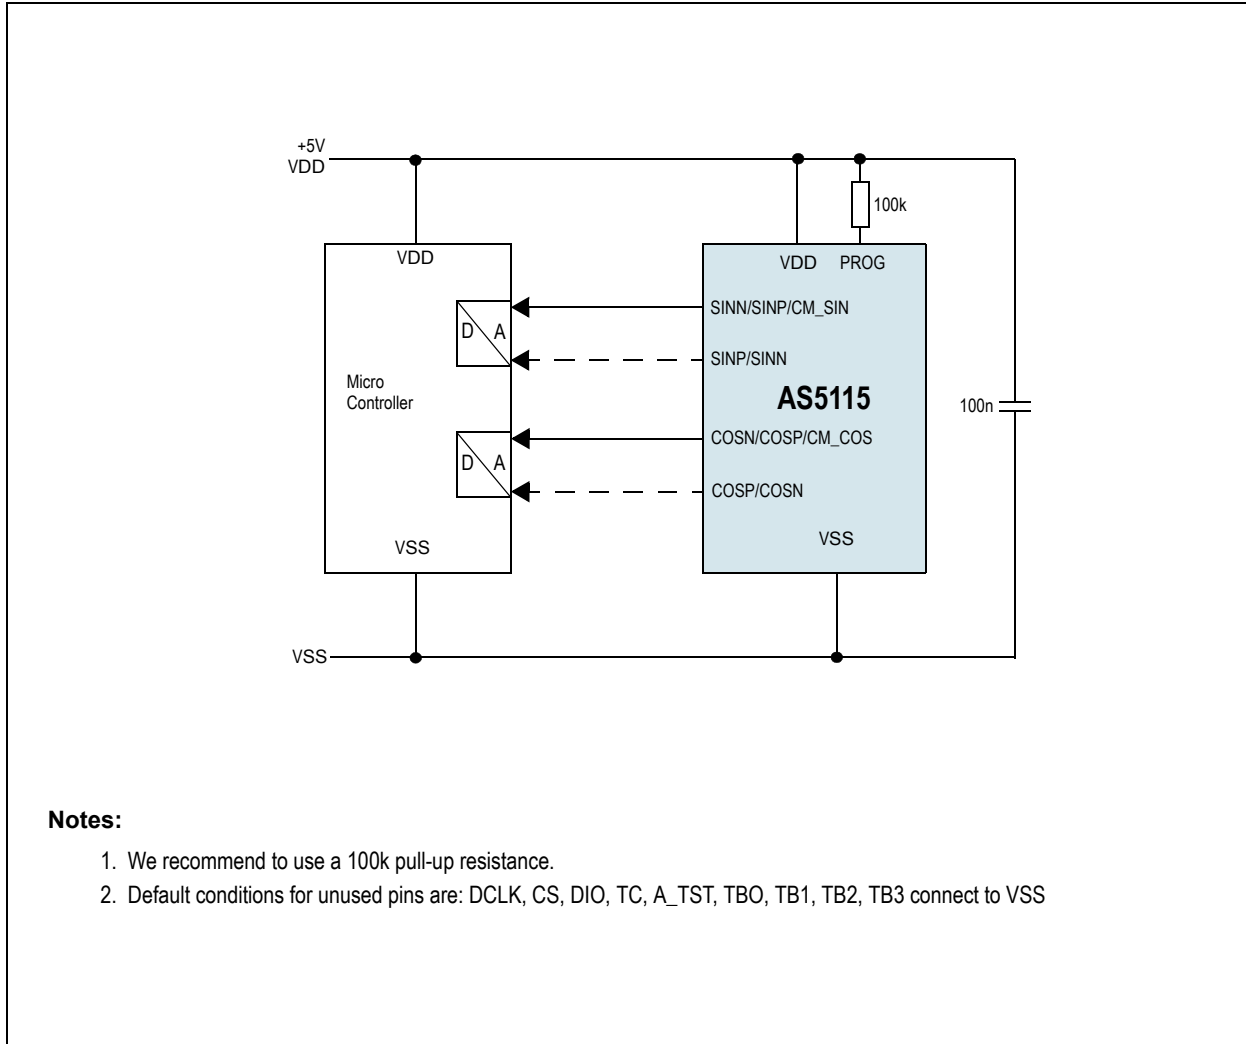 +5V
VDD
100k
VDD
VDD PROG
SINN/SINP/CM_SIN
D A
SINP/SINN
Micro
Controller
AS5115
100n
COSN/COSP/CM_COS
D A
COSP/COSN
VSS
VSS
VSS
Notes:
1. We recommend to use a 100k pull-up resistance.
2. Default conditions for unused pins are: DCLK, CS, DIO, TC, A_TST, TBO, TB1, TB2, TB3 connect to VSS